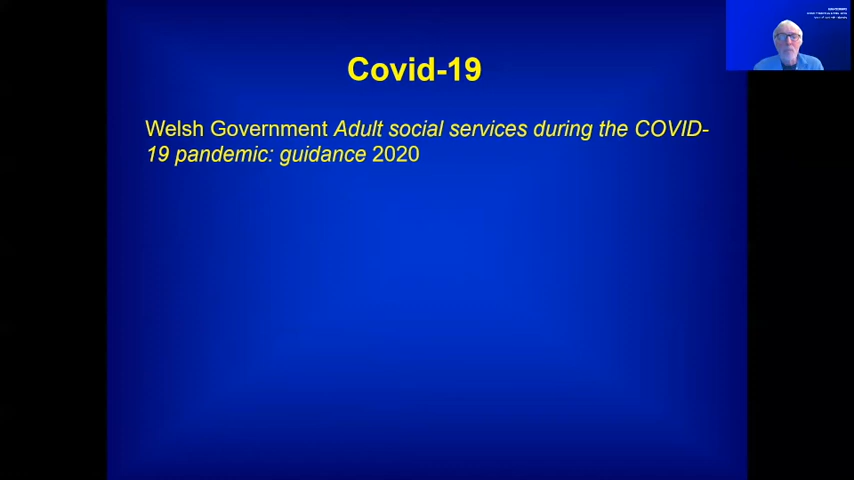 Covid-19
Welsh Government Adult social services during the COVID-
19 pandemic: guidance 2020